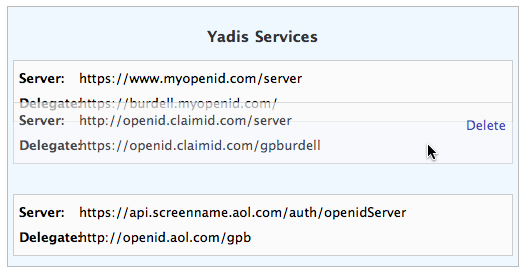 Yadis Services
Server: https://www.myopenid.com/server
Delegate: https://burdell.myopenid.com/
Server: http://openid.claimid.com/server
Delete
Delegate: https://openid.claimid.com/gpburdell
Server: https://api.screenname.aol.com/auth/openidServer
Delegate: http://openid.aol.com/gpb